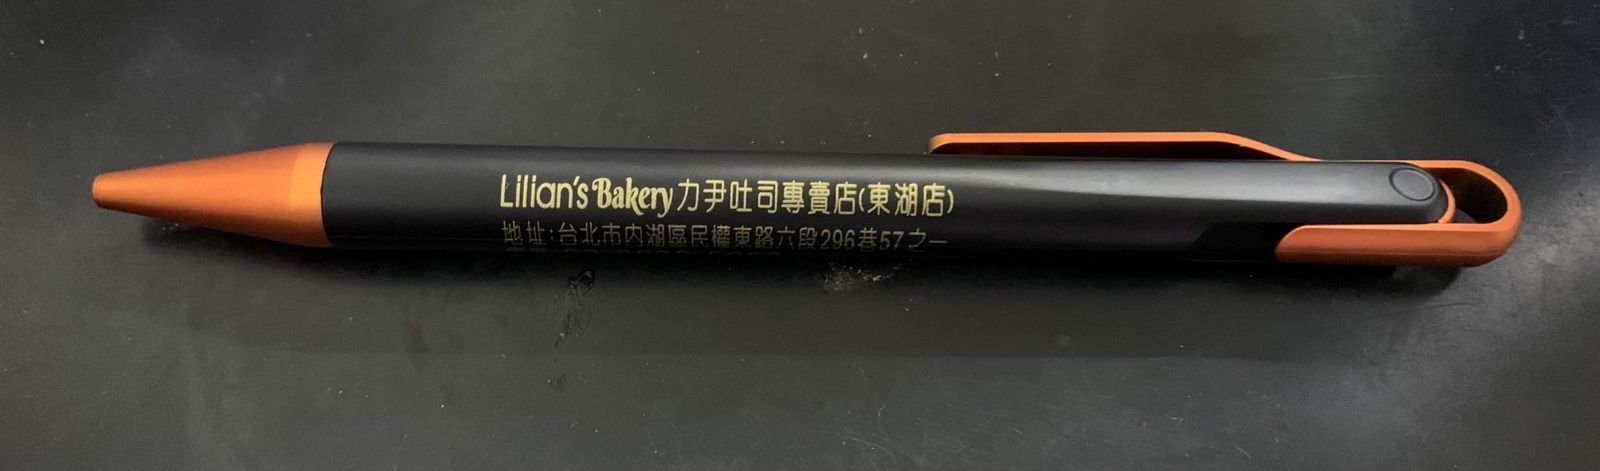 Lilian's Bakery力尹吐司專賣店(東湖店)
地址:台北市內湖區民權東路六段296巷57之一